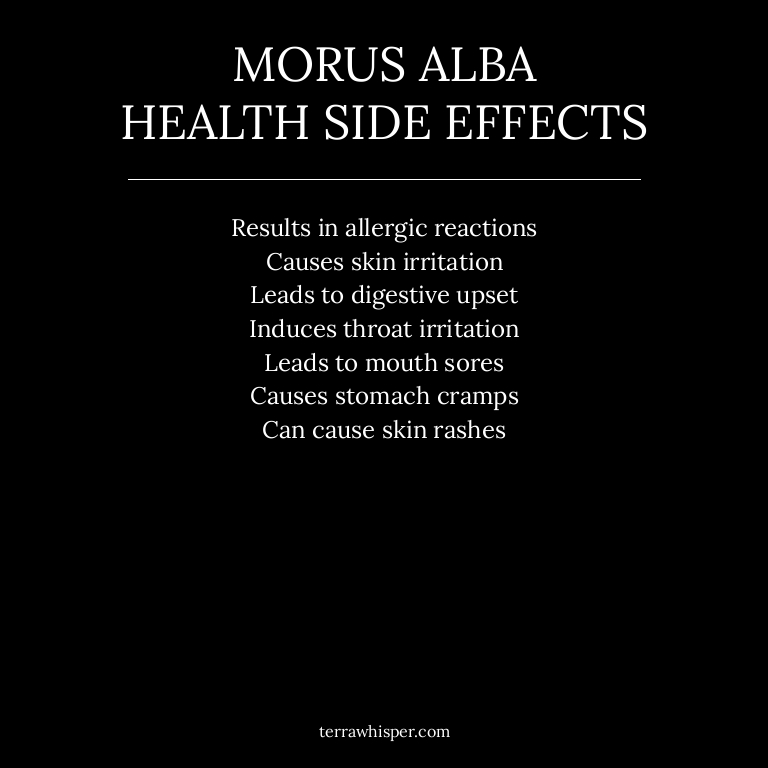 MORUS ALBA
HEALTH SIDE EFFECTS
Results in allergic reactions
Causes skin irritation
Leads to digestive upset
Induces throat irritation
Leads to mouth sores
Causes stomach cramps
Can cause skin rashes
terrawhisper.com